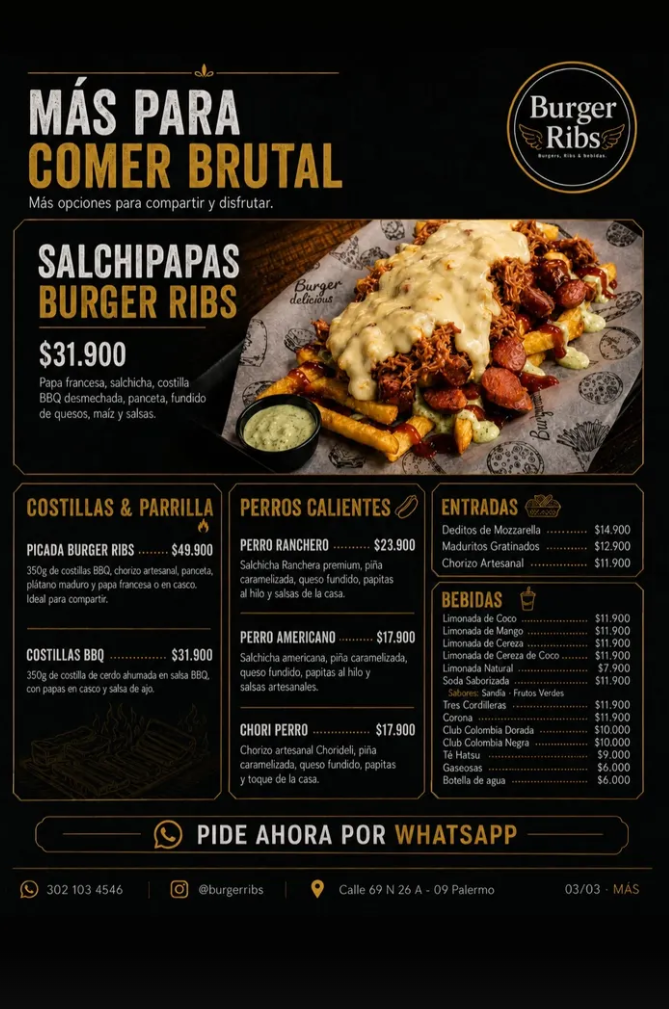 MÁS PARA
COMER BRUTAL
Más opciones para compartir y disfrutar.
Burger
Ribs
Burgers, Ribs & Bebidas.
SALCHIPAPAS
BURGER RIBS
$31.900
Papa francesa, salchicha, costilla
BBQ desmechada, panceta, fundido
de quesos, maíz y salsas.
Burger
delicious
COSTILLAS & PARRILLA
PICADA BURGER RIBS ........ $49.900
350g de costillas BBQ, chorizo artesanal, panceta,
plátano maduro y papa francesa o en casco.
Ideal para compartir.
COSTILLAS BBQ ................ $31.900
350g de costilla de cerdo ahumada en salsa BBQ,
con papas en casco y salsa de ajo.
PERROS CALIENTES
PERRO RANCHERO .......... $23.900
Salchicha Ranchera premium, piña
caramelizada, queso fundido, papitas
al hilo y salsas de la casa.
PERRO AMERICANO ......... $17.900
Salchicha americana, piña caramelizada,
queso fundido, papitas al hilo y
salsas artesanales.
CHORI PERRO ................ $17.900
Chorizo artesanal Chorideli, piña
caramelizada, queso fundido, papitas
y toque de la casa.
ENTRADAS
Deditos de Mozzarella .......... $14.900
Maduritos Gratinados .......... $12.900
Chorizo Artesanal .......... $11.900
BEBIDAS
Limonada de Coco .......... $11.900
Limonada de Mango .......... $11.900
Limonada de Cereza .......... $11.900
Limonada de Cereza de Coco ...... $11.900
Limonada Natural .......... $7.900
Soda Saborizada .......... $11.900
Sabores: Sandía · Frutos Verdes
Tres Cordilleras .......... $11.900
Corona .......... $11.900
Club Colombia Dorada .......... $10.000
Club Colombia Negra .......... $10.000
Té Hatsu .......... $9.000
Gaseosas .......... $6.000
Botella de agua .......... $6.000
PIDE AHORA POR WHATSAPP
302 103 4546
@burgerribs
Calle 69 N 26 A - 09 Palermo
03/03 · MÁS